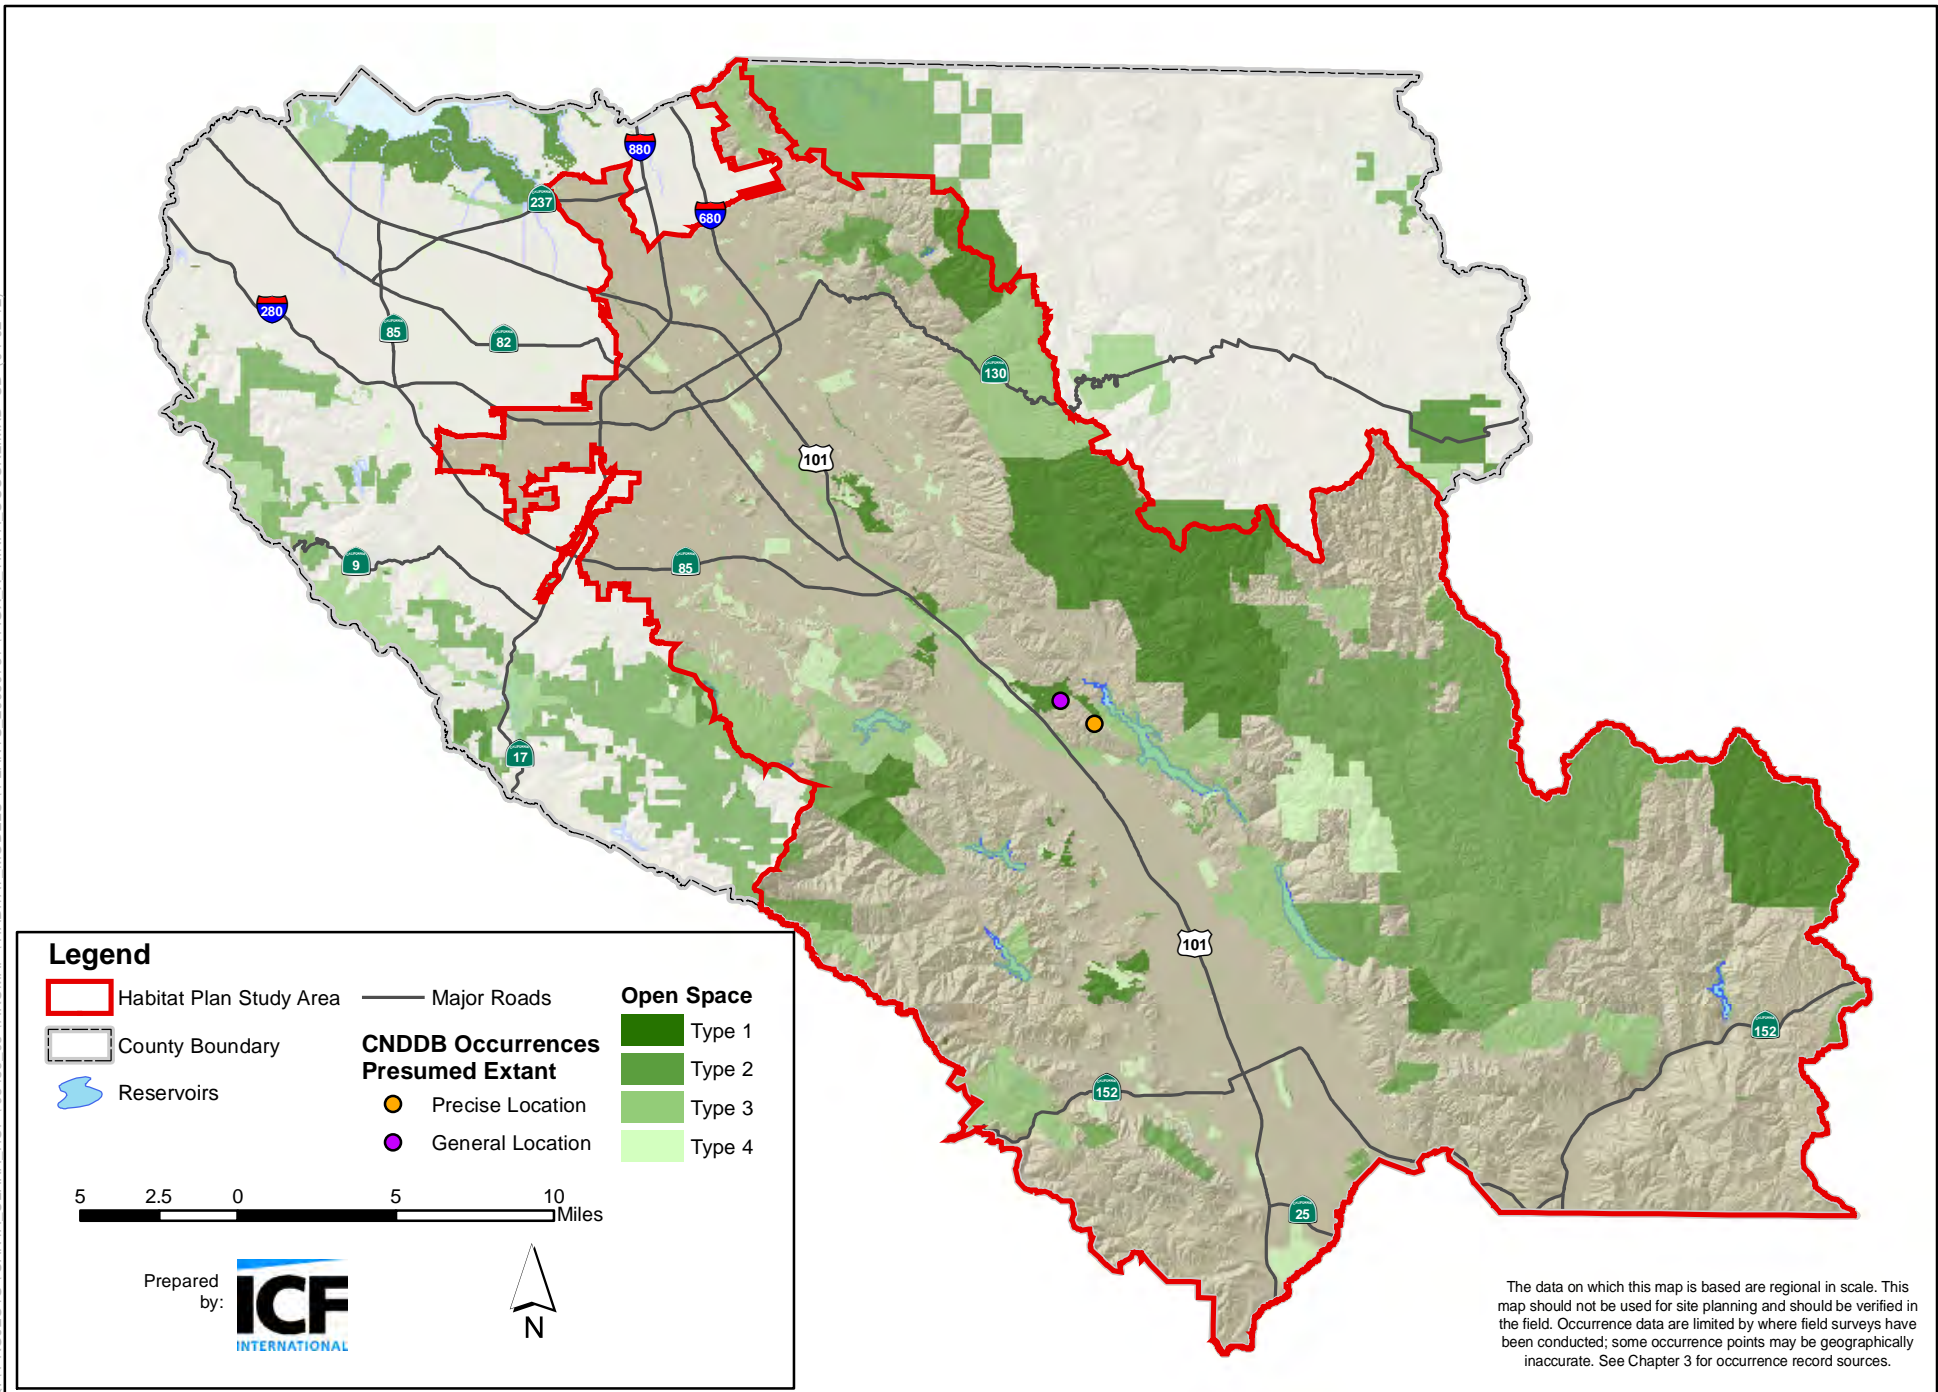 880
237
680
280
85
82
130
101
9
85
17
101
152
152
25
Legend
Habitat Plan Study Area
County Boundary
Reservoirs
Major Roads
CNDDB Occurrences
Presumed Extant
Precise Location
General Location
Open Space
Type 1
Type 2
Type 3
Type 4
5 2.5 0 5 10
Miles
Prepared
by:
ICF
INTERNATIONAL
N
The data on which this map is based are regional in scale. This
map should not be used for site planning and should be verified in
the field. Occurrence data are limited by where field surveys have
been conducted; some occurrence points may be geographically
inaccurate. See Chapter 3 for occurrence record sources.